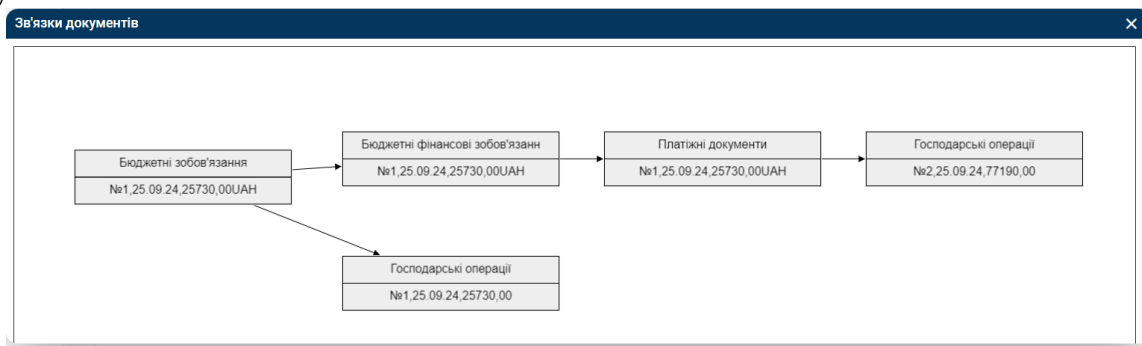 Зв'язки документів
Бюджетні зобов'язання
№1,25.09.24,25730,00UAH
Бюджетні фінансові зобов'язанн
№1,25.09.24,25730,00UAH
Платіжні документи
№1,25.09.24,25730,00UAH
Господарські операції
№2,25.09.24,77190,00
Господарські операції
№1,25.09.24,25730,00